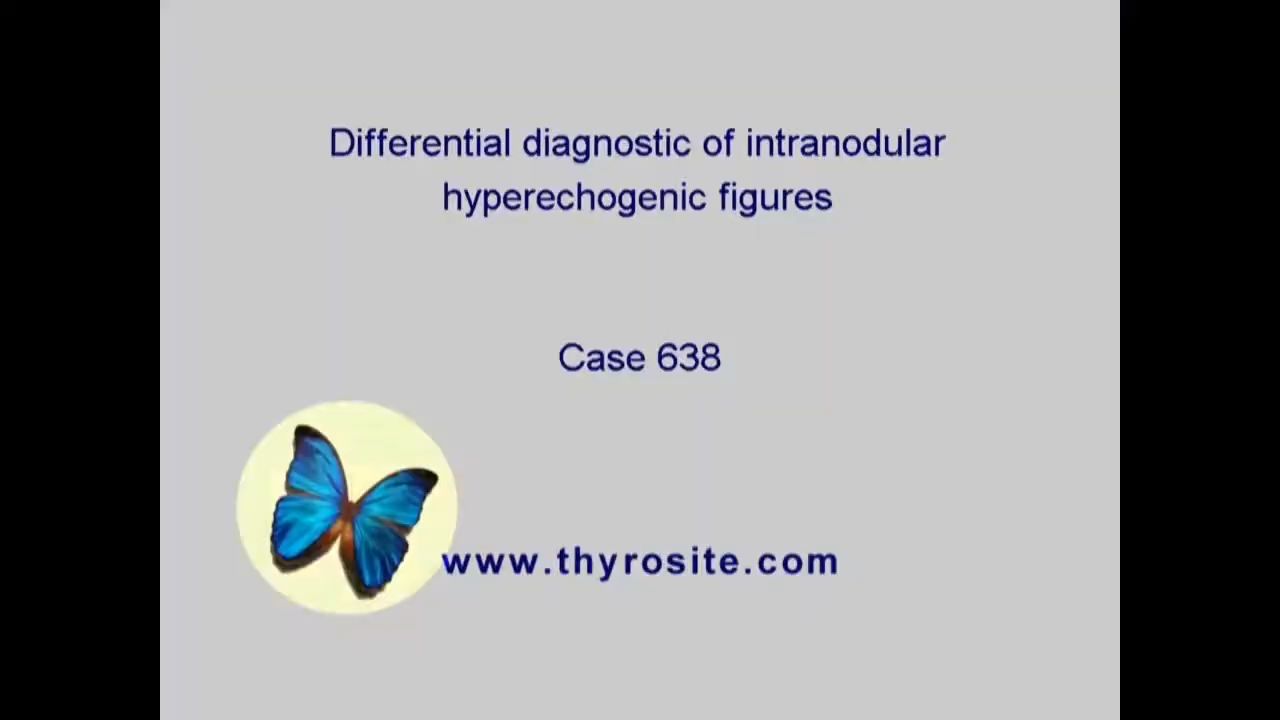 Differential diagnostic of intranodular
hyperechogenic figures
Case 638
www.thyrosite.com